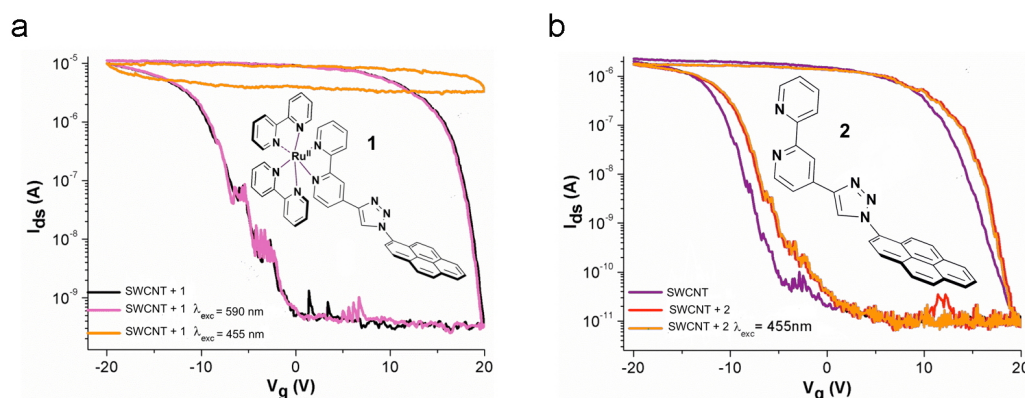 a
b
10⁻⁵
10⁻⁶
10⁻⁷
10⁻⁸
10⁻⁹
I_ds (A)
N
N
N
N
N
N
Ru^II
1
N
N
N
SWCNT + 1
SWCNT + 1 λ_exc = 590 nm
SWCNT + 1 λ_exc = 455 nm
-20 -10 0 10 20
V_g (V)
10⁻⁶
10⁻⁷
10⁻⁸
10⁻⁹
10⁻¹⁰
10⁻¹¹
I_ds (A)
N
N
2
N
N
N
SWCNT
SWCNT + 2
SWCNT + 2 λ_exc = 455nm
-20 -10 0 10 20
V_g (V)